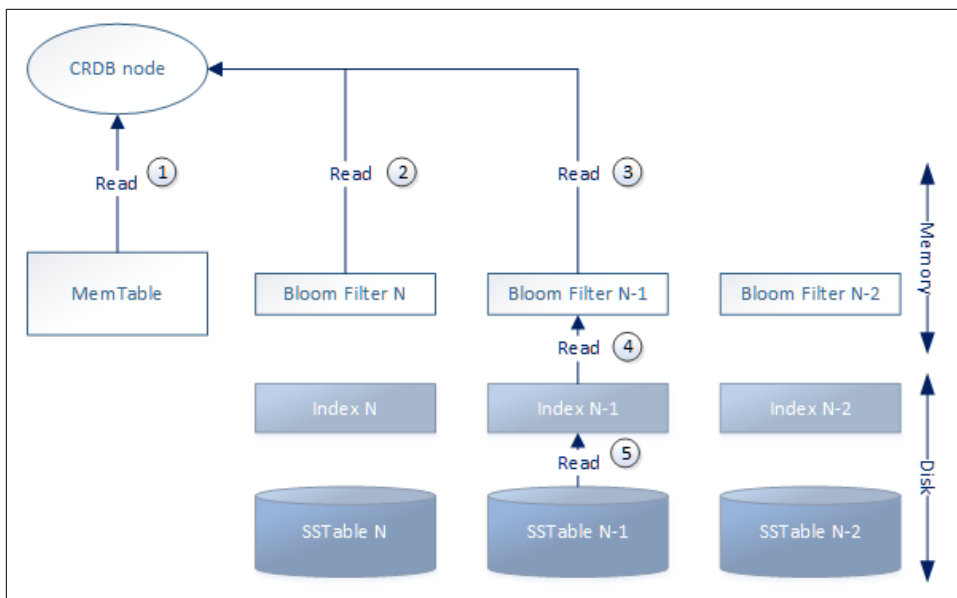 CRDB node
Read 1
Read 2
Read 3
MemTable
Bloom Filter N
Bloom Filter N-1
Bloom Filter N-2
Memory
Read 4
Index N
Index N-1
Index N-2
Read 5
Disk
SSTable N
SSTable N-1
SSTable N-2